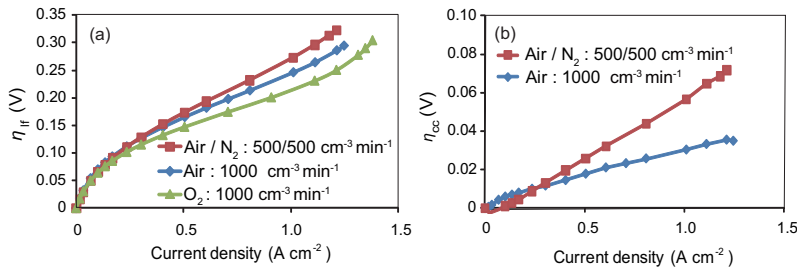 (a)
0.35
0.30
0.25
0.20
0.15
0.10
0.05
0.00
η_lf (V)
Air / N₂ : 500/500 cm⁻³ min⁻¹
Air : 1000 cm⁻³ min⁻¹
O₂ : 1000 cm⁻³ min⁻¹
0
0.5
1.0
1.5
Current density (A cm⁻²)
(b)
0.10
0.08
0.06
0.04
0.02
0
η_cc (V)
Air / N₂ : 500/500 cm⁻³ min⁻¹
Air : 1000 cm⁻³ min⁻¹
0
0.5
1.0
1.5
Current density (A cm⁻²)